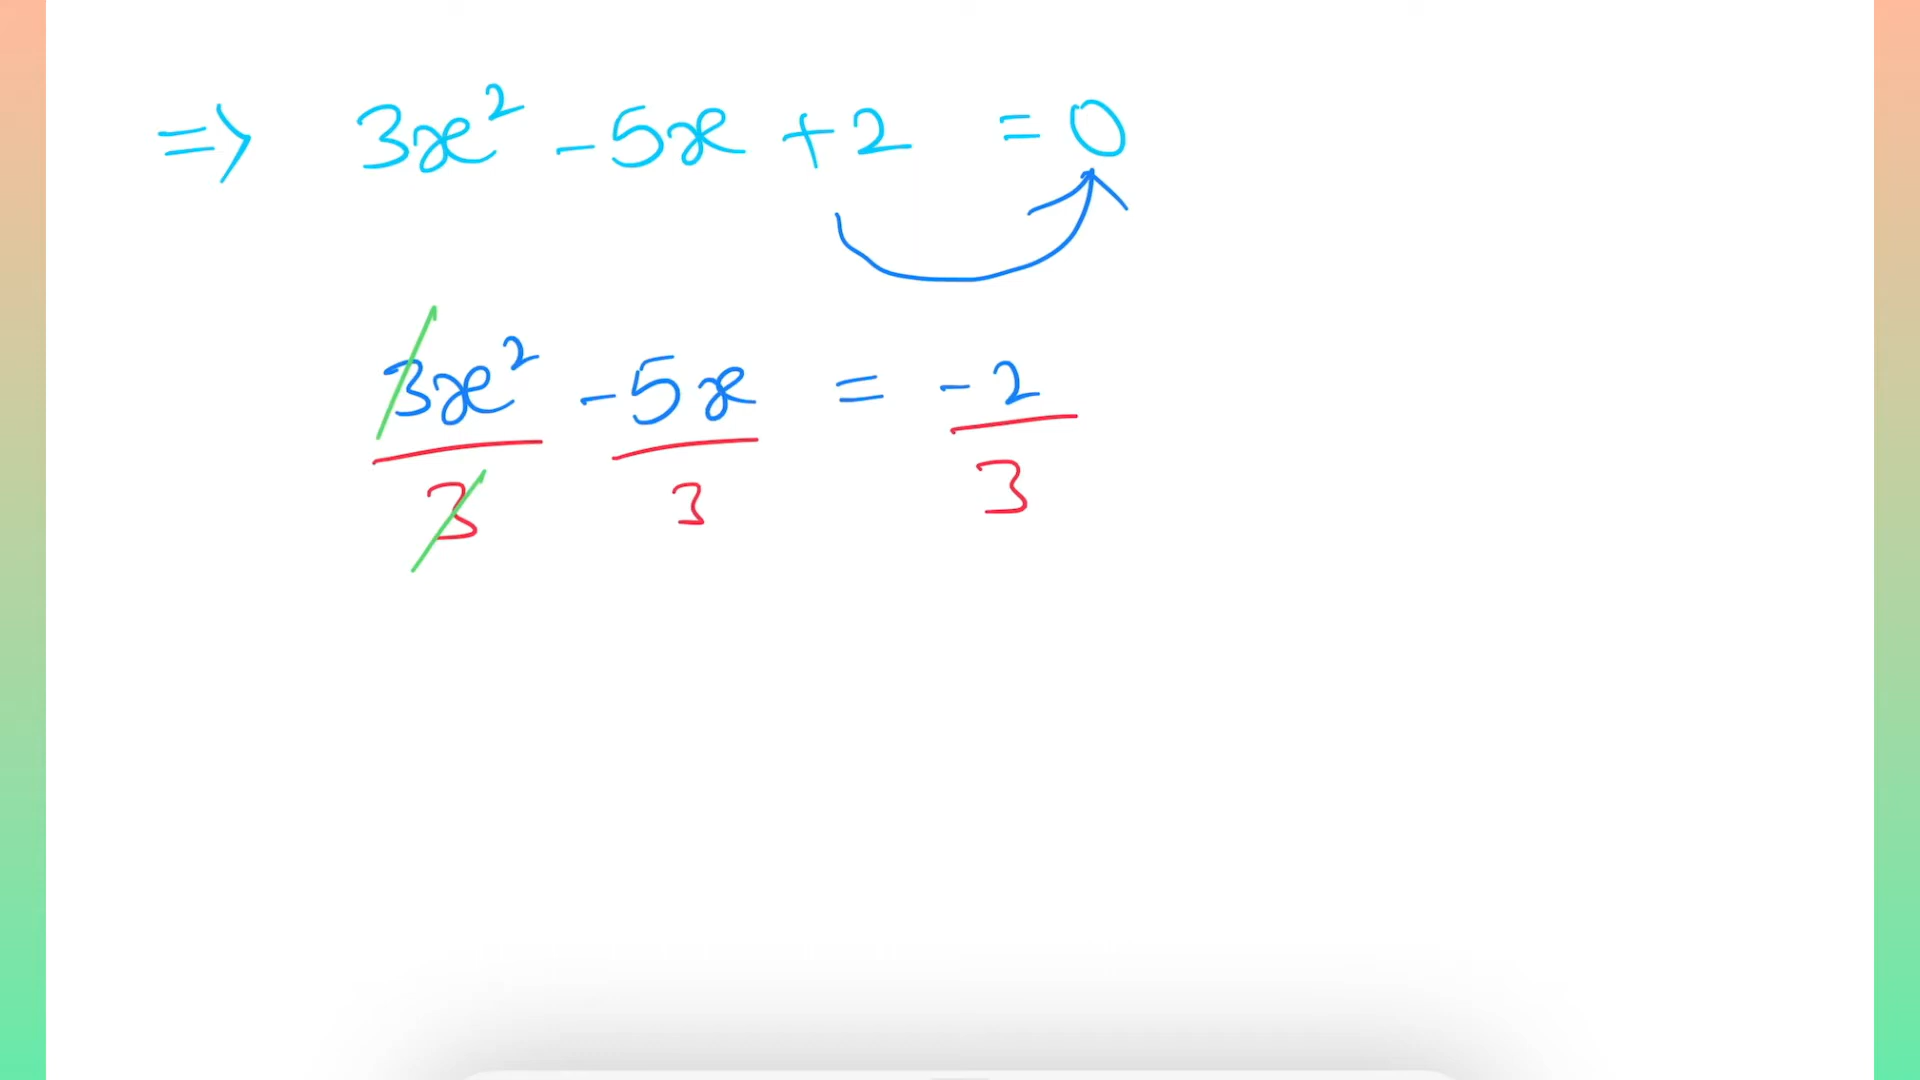 ⇒ 3x² - 5x + 2 = 0
3x² - 5x = - 2
3 3 3